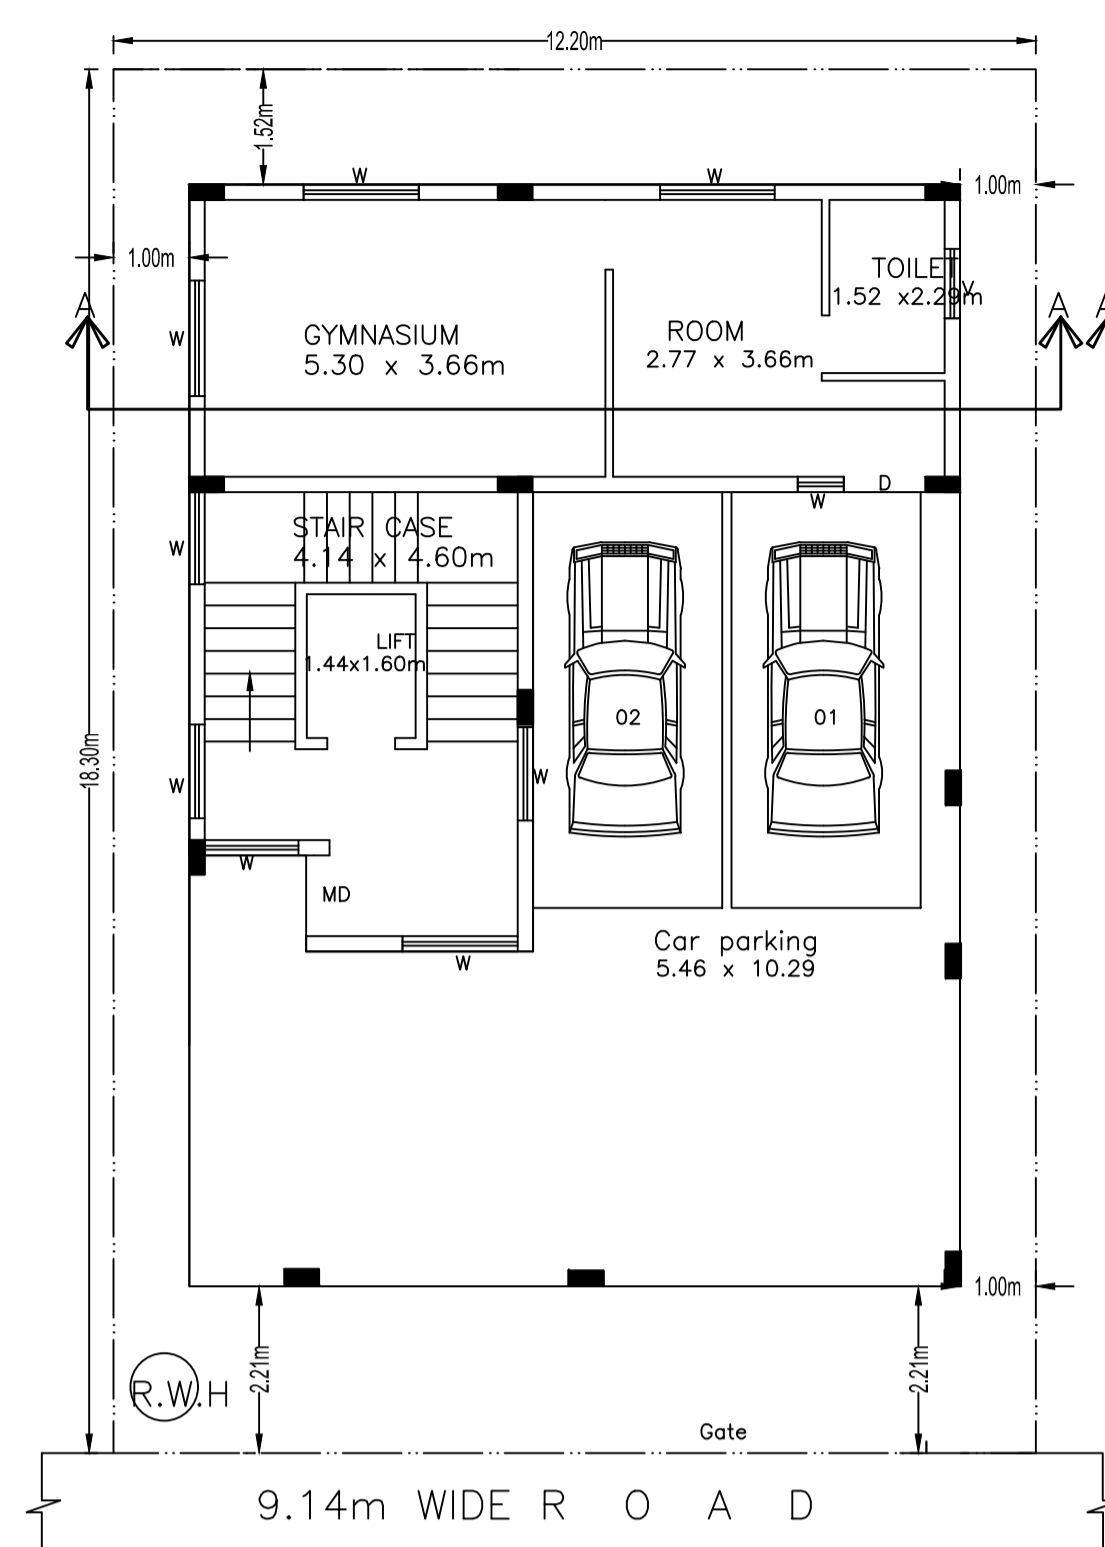 12.20m
1.52m
W
W
1.00m
1.00m
TOILET
1.52 x2.29m
V
A
A
A
W
GYMNASIUM
5.30 x 3.66m
ROOM
2.77 x 3.66m
D
W
STAIR CASE
4.14 x 4.60m
W
LIFT
1.44x1.60m
02
01
18.30m
W
W
W
MD
W
Car parking
5.46 x 10.29
1.00m
2.21m
2.21m
R.W.H
Gate
9.14m WIDE R O A D